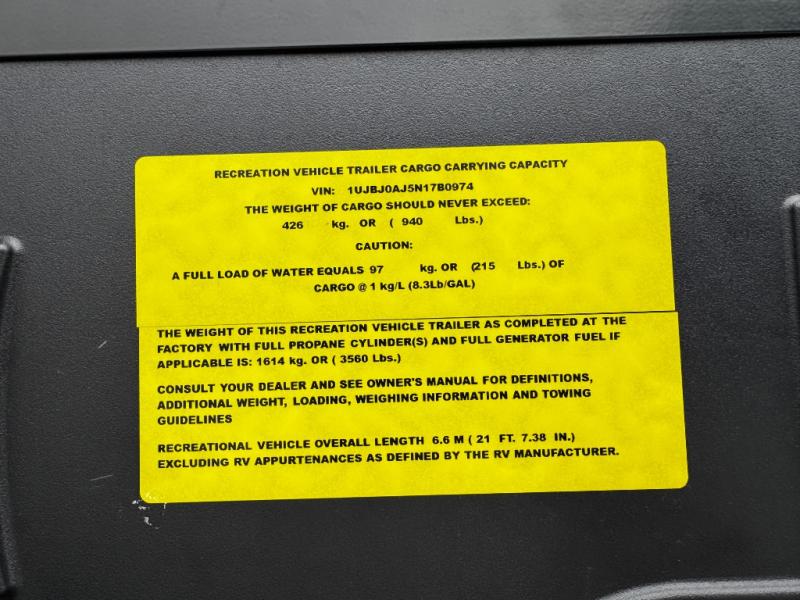 RECREATION VEHICLE TRAILER CARGO CARRYING CAPACITY
VIN: 1UJBJ0AJ5N17B0974
THE WEIGHT OF CARGO SHOULD NEVER EXCEED:
426 kg. OR ( 940 Lbs.)
CAUTION:
A FULL LOAD OF WATER EQUALS 97 kg. OR (215 Lbs.) OF
CARGO @ 1 kg/L (8.3Lb/GAL)
THE WEIGHT OF THIS RECREATION VEHICLE TRAILER AS COMPLETED AT THE
FACTORY WITH FULL PROPANE CYLINDER(S) AND FULL GENERATOR FUEL IF
APPLICABLE IS: 1614 kg. OR ( 3560 Lbs.)
CONSULT YOUR DEALER AND SEE OWNER'S MANUAL FOR DEFINITIONS,
ADDITIONAL WEIGHT, LOADING, WEIGHING INFORMATION AND TOWING
GUIDELINES
RECREATIONAL VEHICLE OVERALL LENGTH 6.6 M ( 21 FT. 7.38 IN.)
EXCLUDING RV APPURTENANCES AS DEFINED BY THE RV MANUFACTURER.